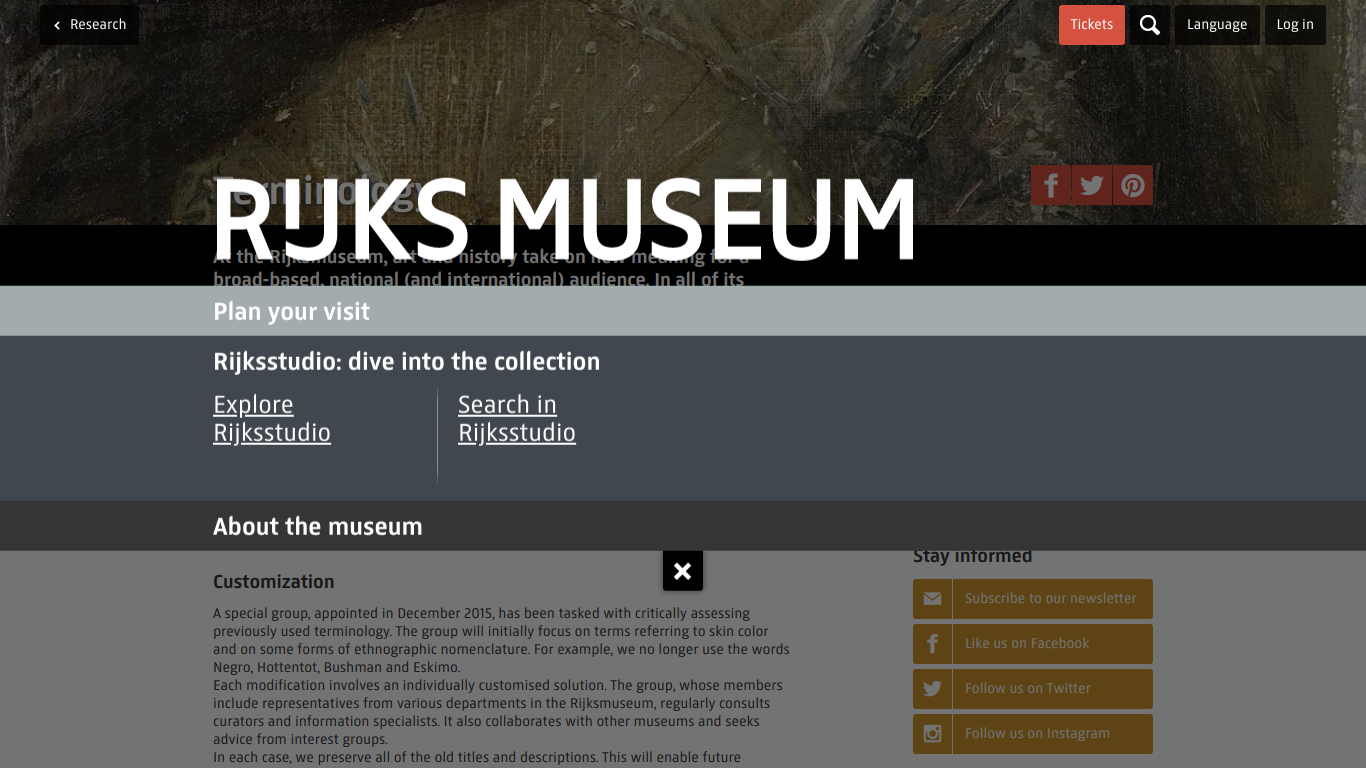 Research
Tickets
Language
Log in
Terminology
RIJKS MUSEUM
At the Rijksmuseum, art and history take on new meaning for a
broad-based, national (and international) audience. In all of its
Plan your visit
Rijksstudio: dive into the collection
Explore
Rijksstudio
Search in
Rijksstudio
About the museum
Stay informed
Subscribe to our newsletter
Like us on Facebook
Follow us on Twitter
Follow us on Instagram
Customization
A special group, appointed in December 2015, has been tasked with critically assessing
previously used terminology. The group will initially focus on terms referring to skin color
and on some forms of ethnographic nomenclature. For example, we no longer use the words
Negro, Hottentot, Bushman and Eskimo.
Each modification involves an individually customised solution. The group, whose members
include representatives from various departments in the Rijksmuseum, regularly consults
curators and information specialists. It also collaborates with other museums and seeks
advice from interest groups.
In each case, we preserve all of the old titles and descriptions. This will enable future